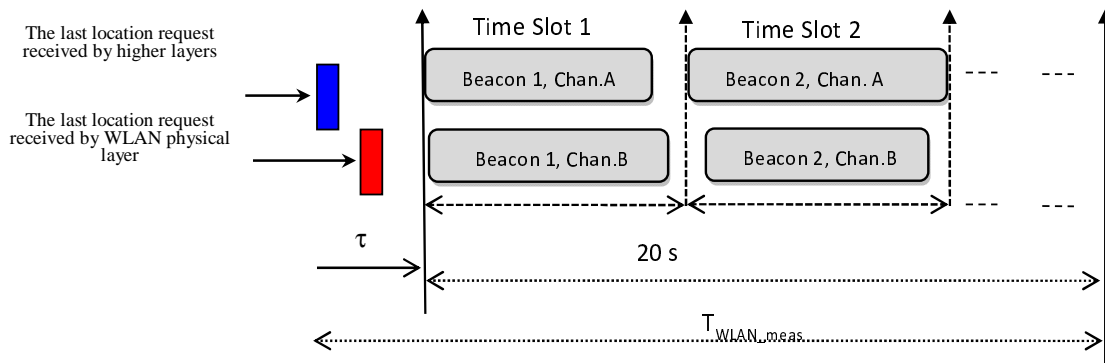 The last location request
received by higher layers
The last location request
received by WLAN physical
layer
Time Slot 1
Time Slot 2
Beacon 1, Chan.A
Beacon 2, Chan. A
Beacon 1, Chan.B
Beacon 2, Chan.B
τ
20 s
T_WLAN_meas